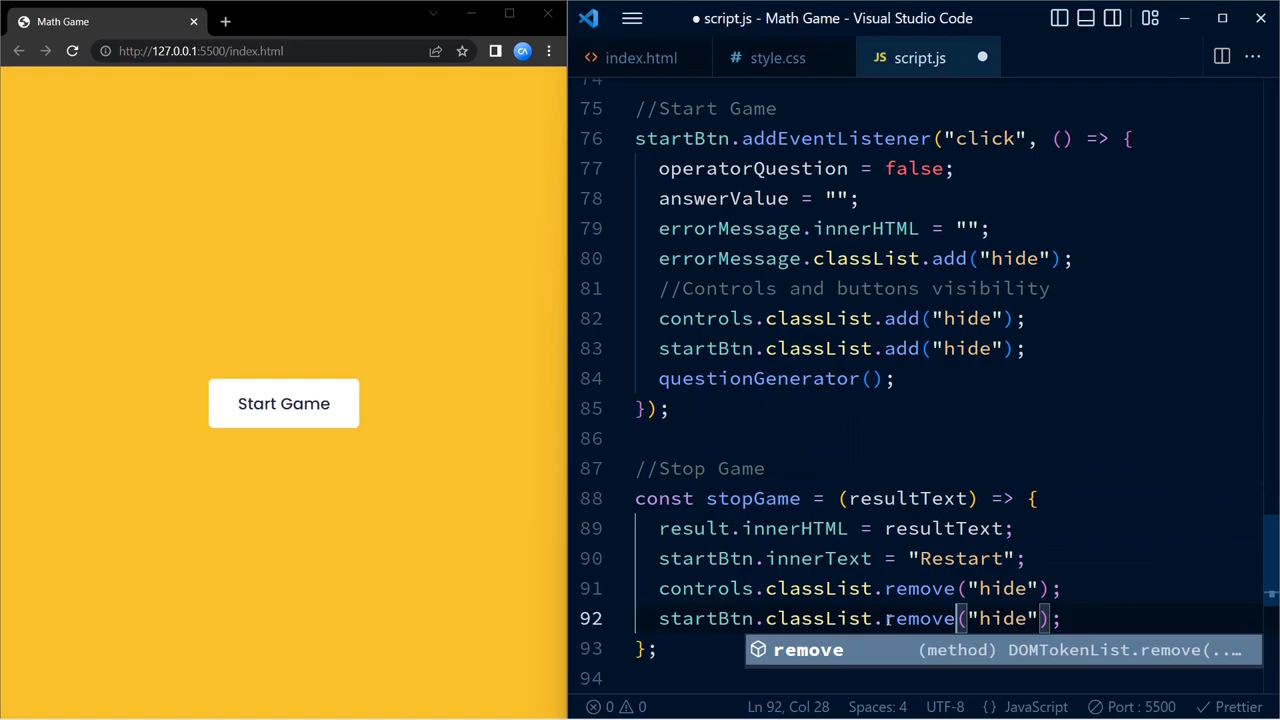 Math Game
http://127.0.0.1:5500/index.html
Start Game
script.js - Math Game - Visual Studio Code
index.html
# style.css
JS script.js
74
75 //Start Game
76 startBtn.addEventListener("click", () => {
77 operatorQuestion = false;
78 answerValue = "";
79 errorMessage.innerHTML = "";
80 errorMessage.classList.add("hide");
81 //Controls and buttons visibility
82 controls.classList.add("hide");
83 startBtn.classList.add("hide");
84 questionGenerator();
85 });
86
87 //Stop Game
88 const stopGame = (resultText) => {
89 result.innerHTML = resultText;
90 startBtn.innerText = "Restart";
91 controls.classList.remove("hide");
92 startBtn.classList.remove("hide");
remove (method) DOMTokenList.remove(..…
93 };
94
0 0 Ln 92, Col 28 Spaces: 4 UTF-8 {} JavaScript Port : 5500 Prettier